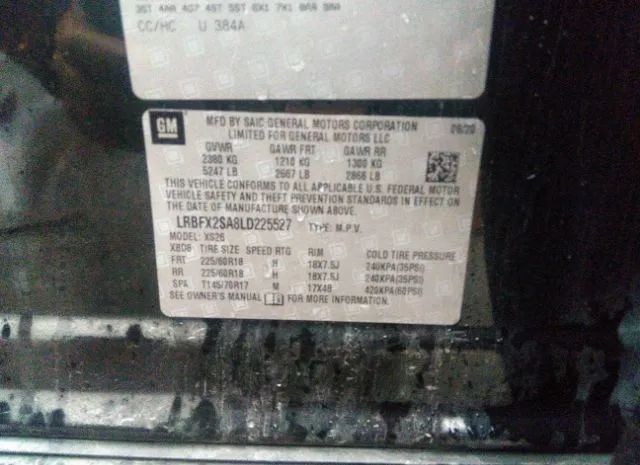 CC/HC U 384A
GM
MFD BY SAIC GENERAL MOTORS CORPORATION
LIMITED FOR GENERAL MOTORS LLC
GVWR GAWR FRT GAWR RR
2380 KG 1210 KG 1300 KG
5247 LB 2667 LB 2866 LB
THIS VEHICLE CONFORMS TO ALL APPLICABLE U.S. FEDERAL MOTOR
VEHICLE SAFETY AND THEFT PREVENTION STANDARDS IN EFFECT ON THE
DATE OF MANUFACTURE SHOWN ABOVE.
LRBFX2SA8LD225527 TYPE: M.P.V.
MODEL: XS26
TIRE SIZE SPEED RTG RIM COLD TIRE PRESSURE
FRT 225/60R18 H 18X7.5J 240KPA(35PSI)
RR 225/60R18 H 18X7.5J 240KPA(35PSI)
SPA T145/70R17 M 17X4B 420KPA(60PSI)
SEE OWNER'S MANUAL FOR MORE INFORMATION.